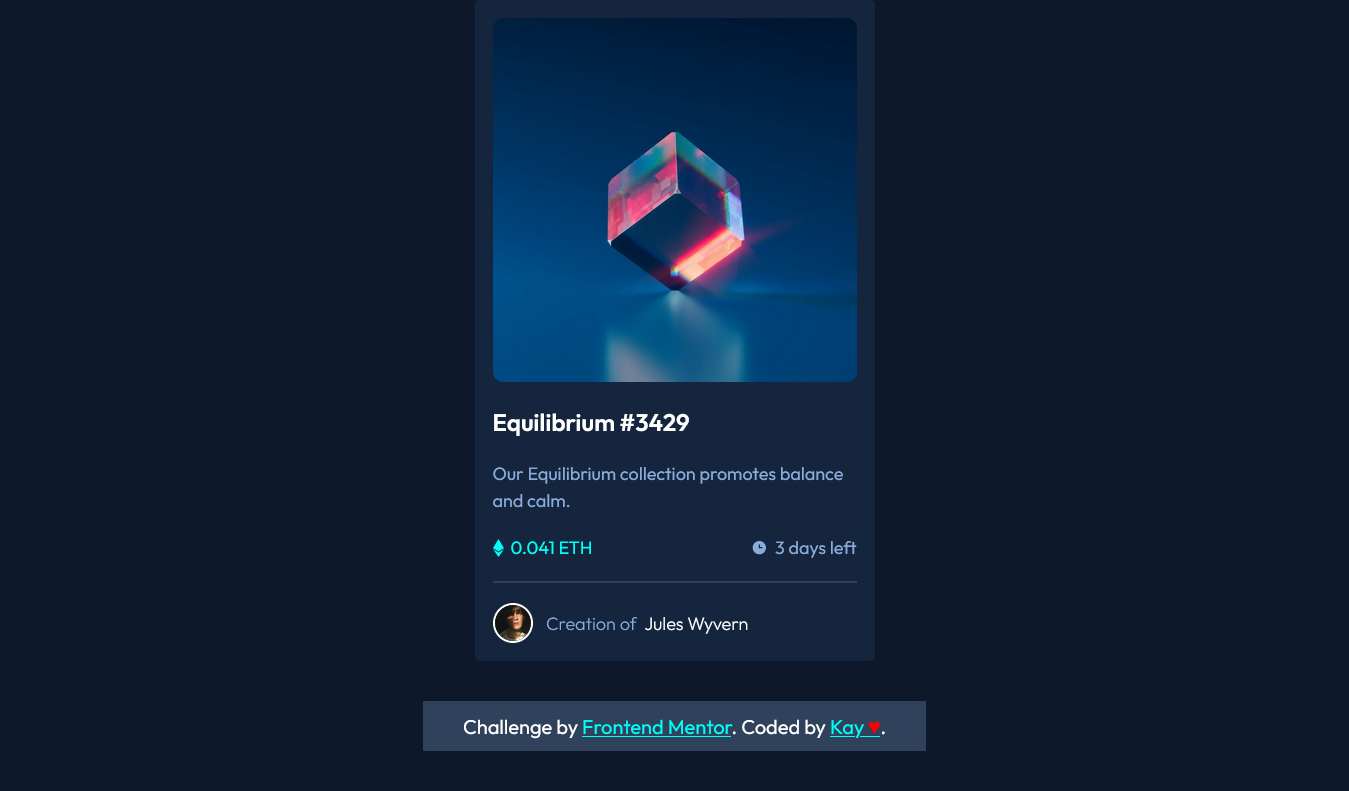 Equilibrium #3429
Our Equilibrium collection promotes balance
and calm.
0.041 ETH
3 days left
Creation of Jules Wyvern
Challenge by Frontend Mentor. Coded by Kay ♥.